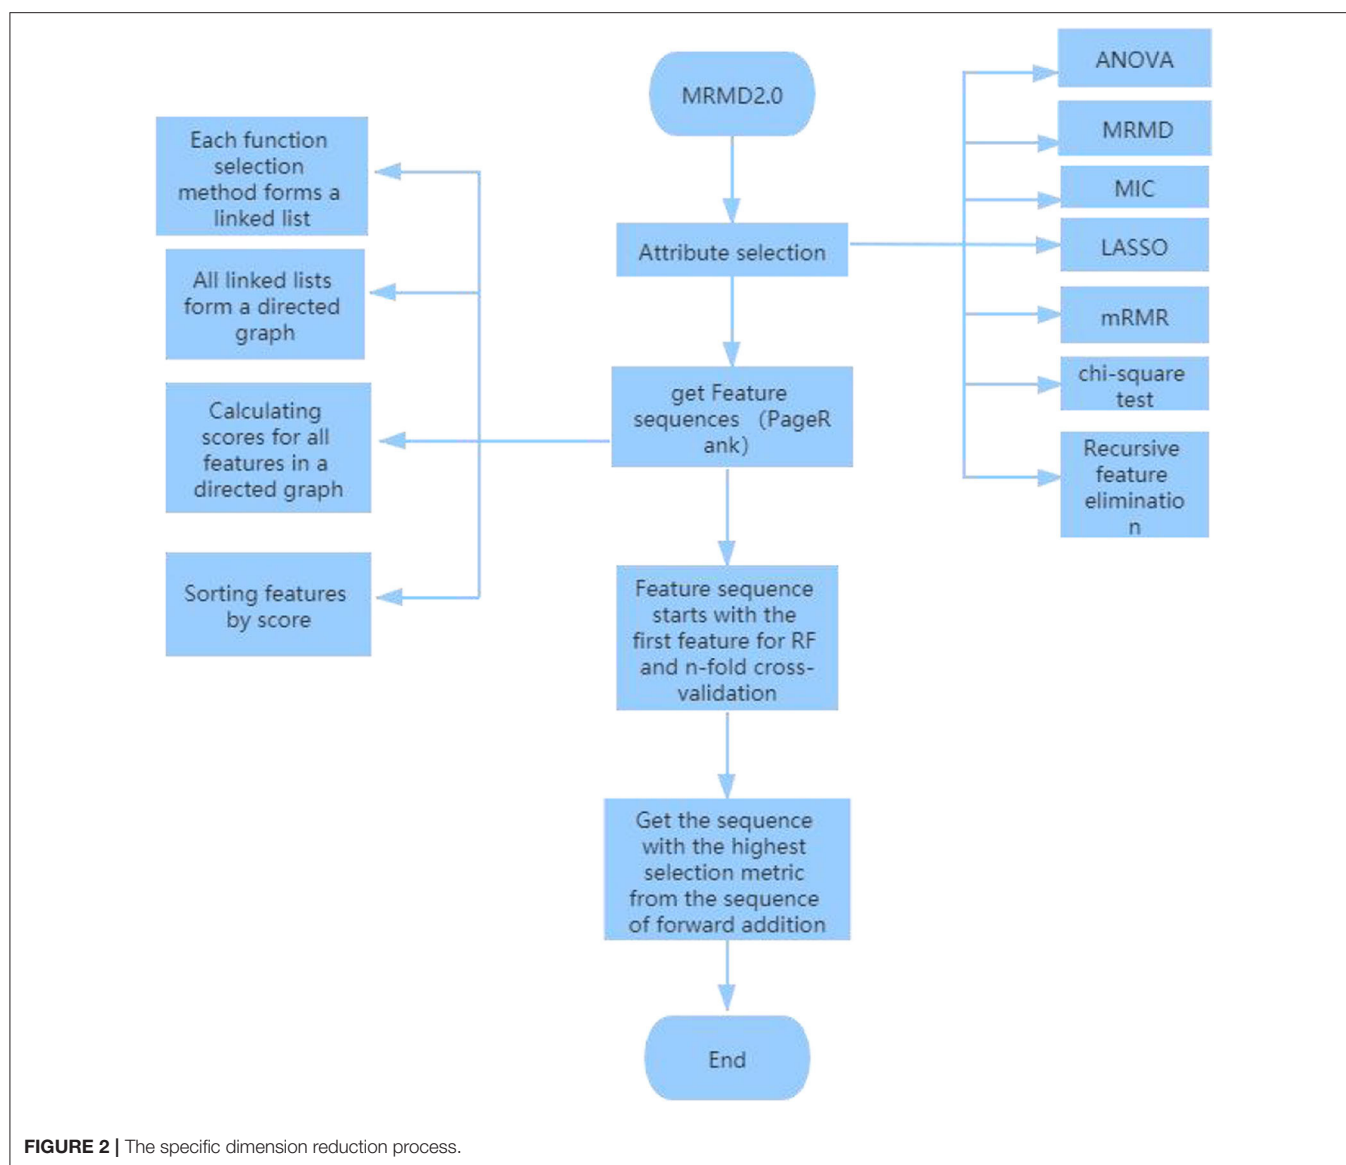 MRMD2.0
Attribute selection
get Feature
sequences （PageR
ank）
Feature sequence
starts with the
first feature for RF
and n-fold cross-
validation
Get the sequence
with the highest
selection metric
from the sequence
of forward addition
End
Each function
selection
method forms a
linked list
All linked lists
form a directed
graph
Calculating
scores for all
features in a
directed graph
Sorting features
by score
ANOVA
MRMD
MIC
LASSO
mRMR
chi-square
test
Recursive
feature
eliminatio
n
FIGURE 2 | The specific dimension reduction process.